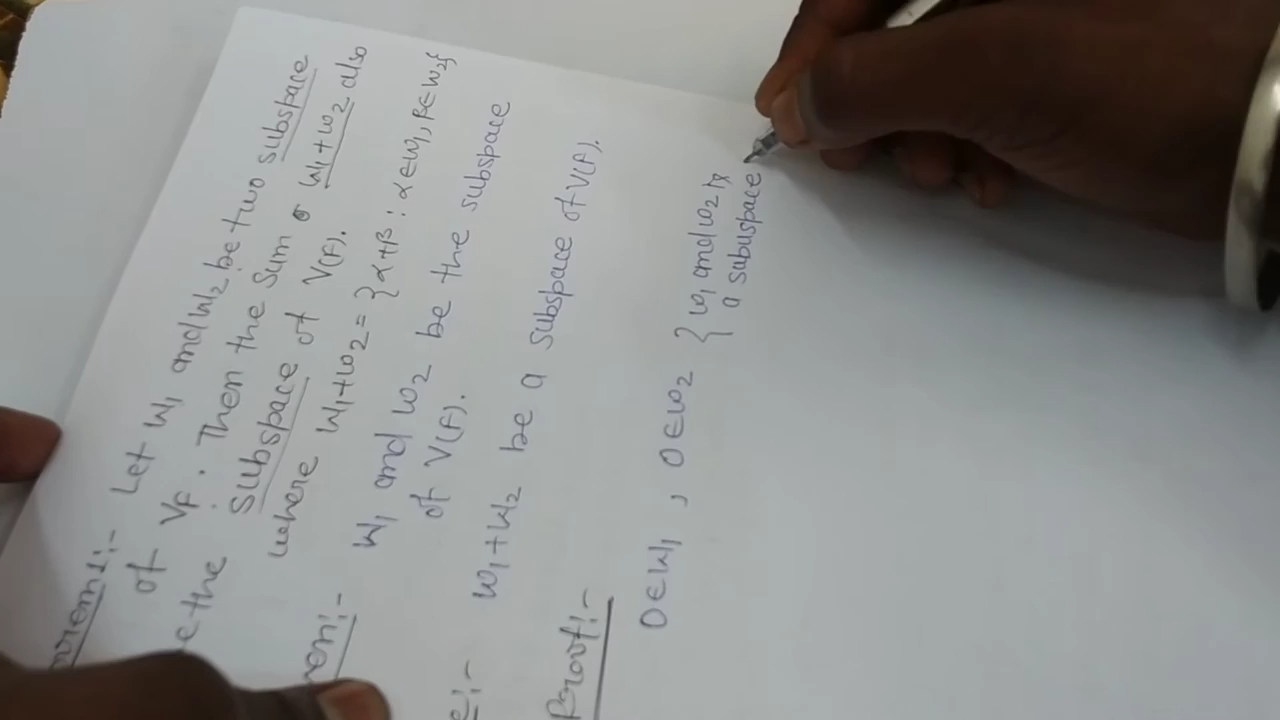 Let W₁ and W₂ be two subspace
of V_F. Then the Sum of W₁+W₂ also
the subspace of V(F).
where W₁+W₂ = {α+β : α∈W₁, β∈W₂}
W₁ and W₂ be the subspace
of V(F).
W₁+W₂ be a subspace of V(F).
Proof:-
0∈W₁ , 0∈W₂ {W₁ and W₂ is
a subuspace